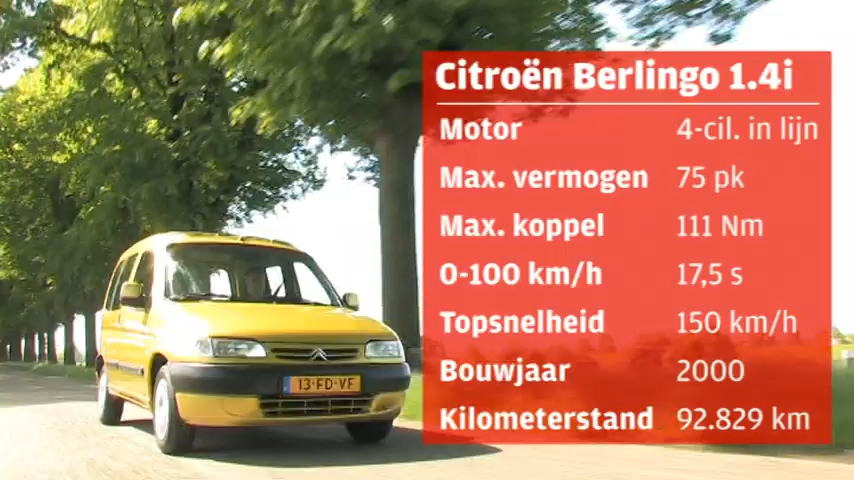 Citroën Berlingo 1.4i
Motor 4-cil. in lijn
Max. vermogen 75 pk
Max. koppel 111 Nm
0-100 km/h 17,5 s
Topsnelheid 150 km/h
Bouwjaar 2000
Kilometerstand 92.829 km
13-FD-VF